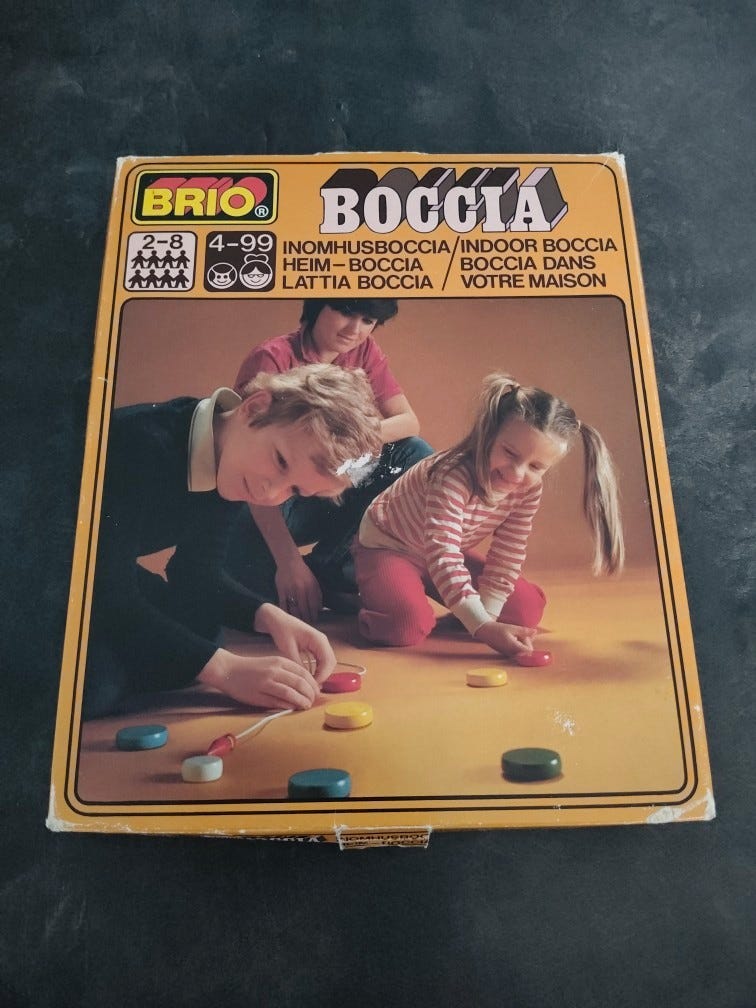 BRIO®
BOCCIA
2-8
4-99
INOMHUSBOCCIA/INDOOR BOCCIA
HEIM-BOCCIA / BOCCIA DANS
LATTIA BOCCIA / VOTRE MAISON